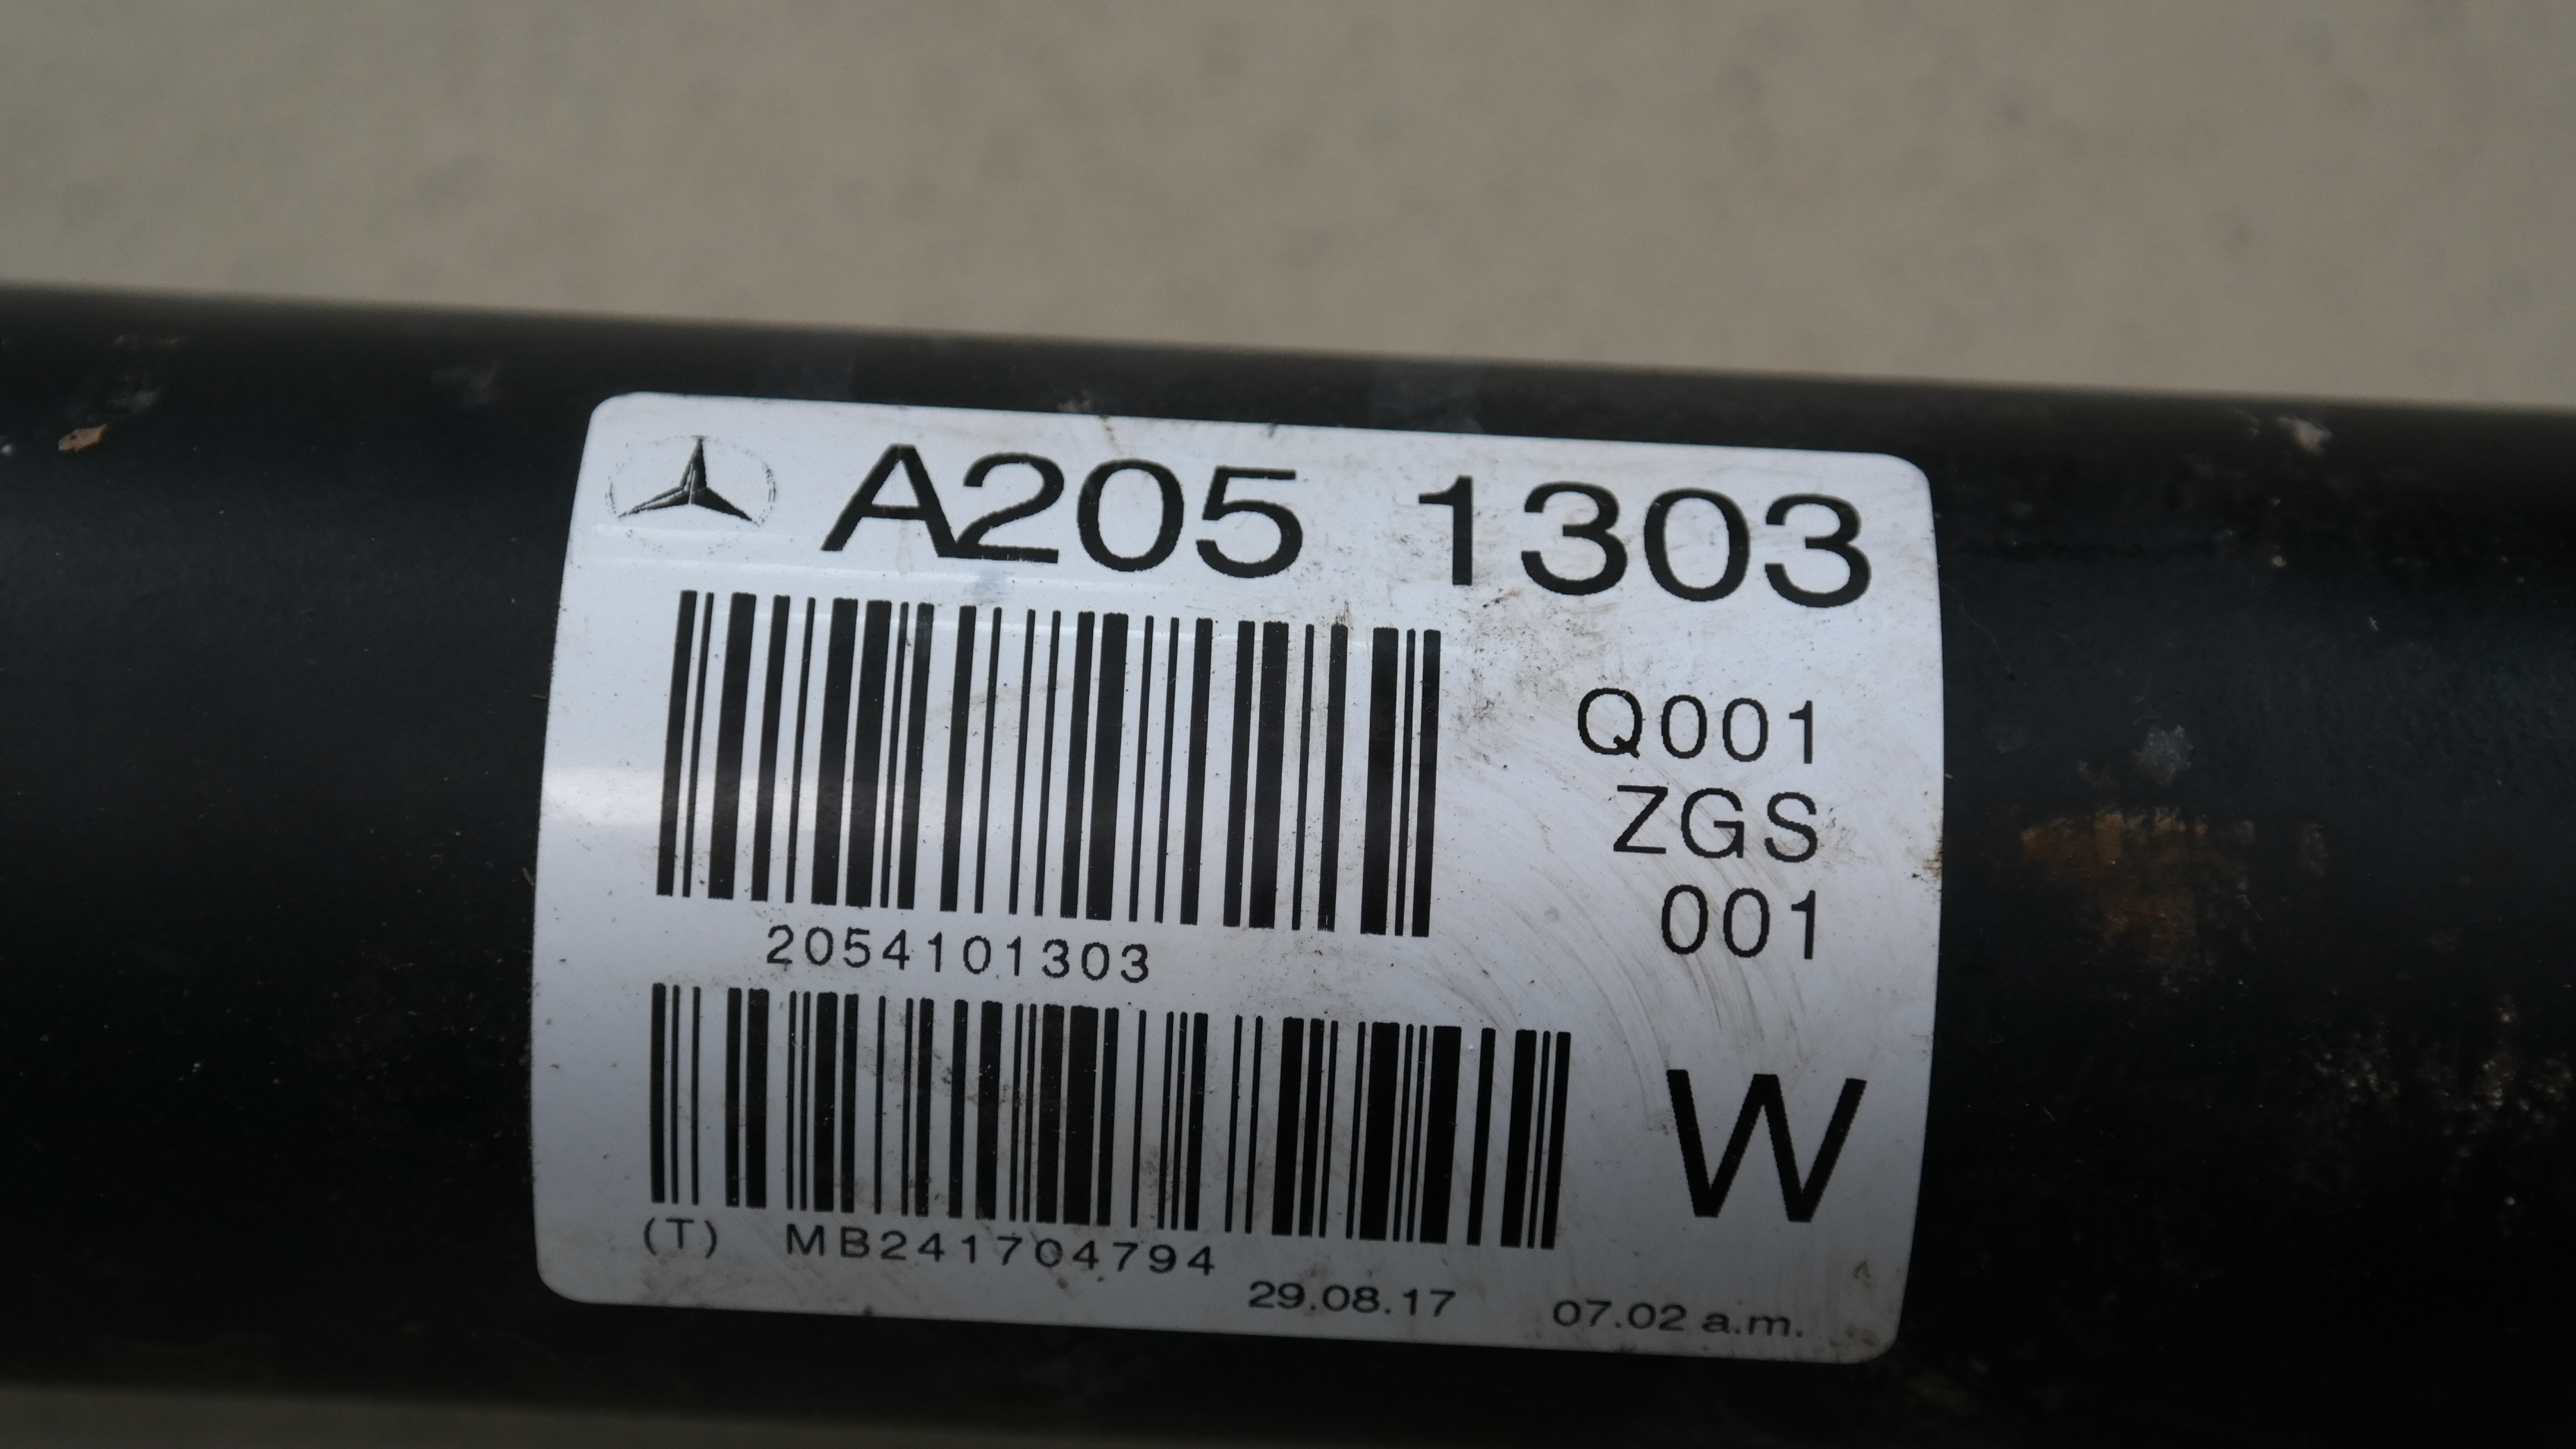 A205 1303
Q001
ZGS
001
2054101303
W
(T) MB241704794
29.08.17 07.02 a.m.